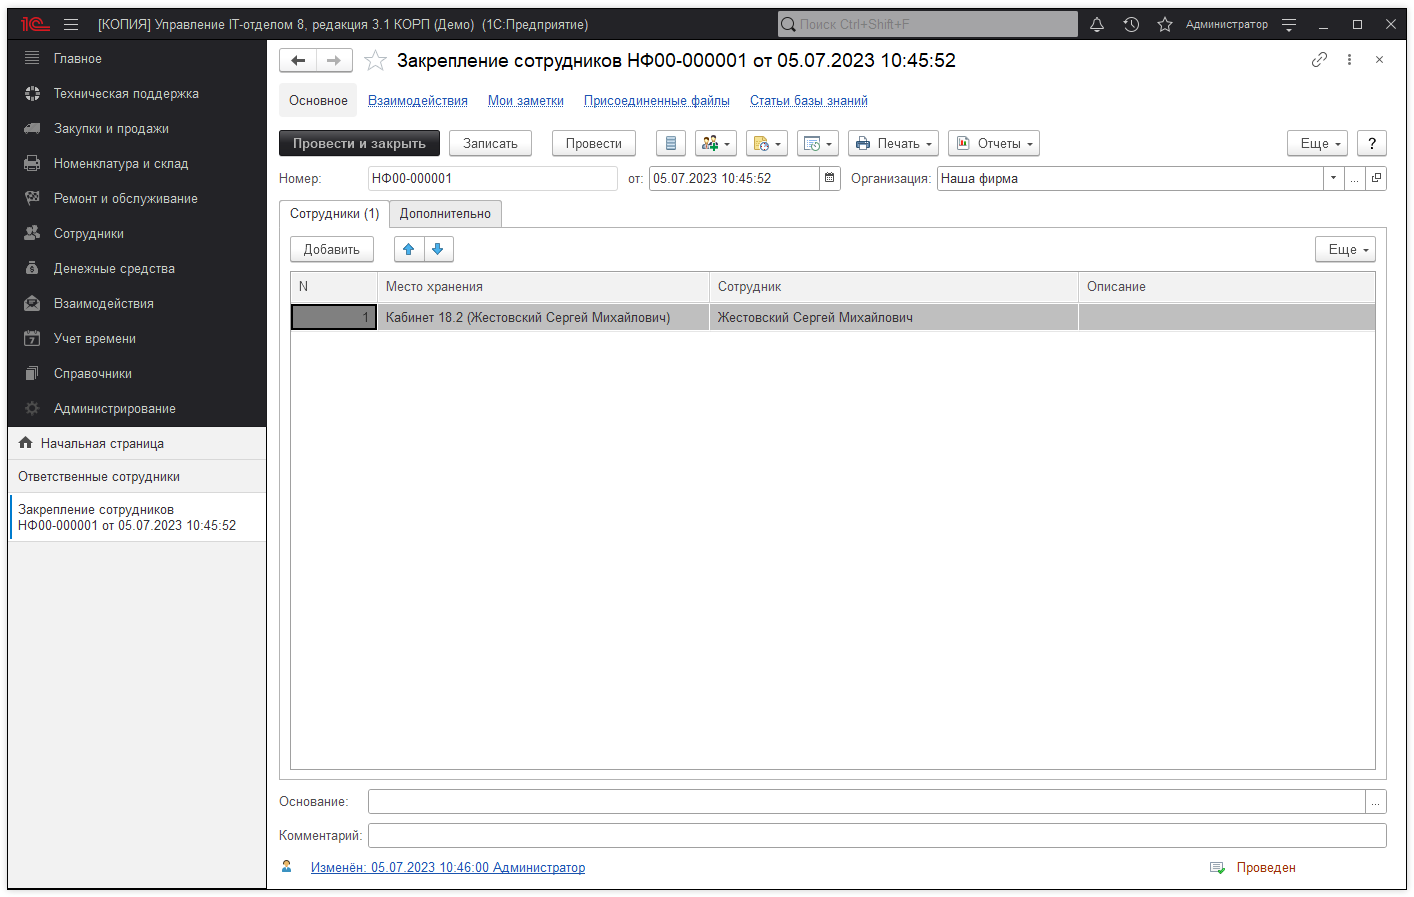 [КОПИЯ] Управление IT-отделом 8, редакция 3.1 КОРП (Демо) (1С:Предприятие)
Поиск Ctrl+Shift+F
Администратор
Главное
Техническая поддержка
Закупки и продажи
Номенклатура и склад
Ремонт и обслуживание
Сотрудники
Денежные средства
Взаимодействия
Учет времени
Справочники
Администрирование
Начальная страница
Ответственные сотрудники
Закрепление сотрудников
НФ00-000001 от 05.07.2023 10:45:52
Закрепление сотрудников НФ00-000001 от 05.07.2023 10:45:52
Основное Взаимодействия Мои заметки Присоединенные файлы Статьи базы знаний
Провести и закрыть Записать Провести Печать Отчеты Еще ?
Номер: НФ00-000001 от: 05.07.2023 10:45:52 Организация: Наша фирма ...
Сотрудники (1) Дополнительно
Добавить Еще
N Место хранения Сотрудник Описание
1 Кабинет 18.2 (Жестовский Сергей Михайлович) Жестовский Сергей Михайлович
Основание: ...
Комментарий:
Изменён: 05.07.2023 10:46:00 Администратор Проведен